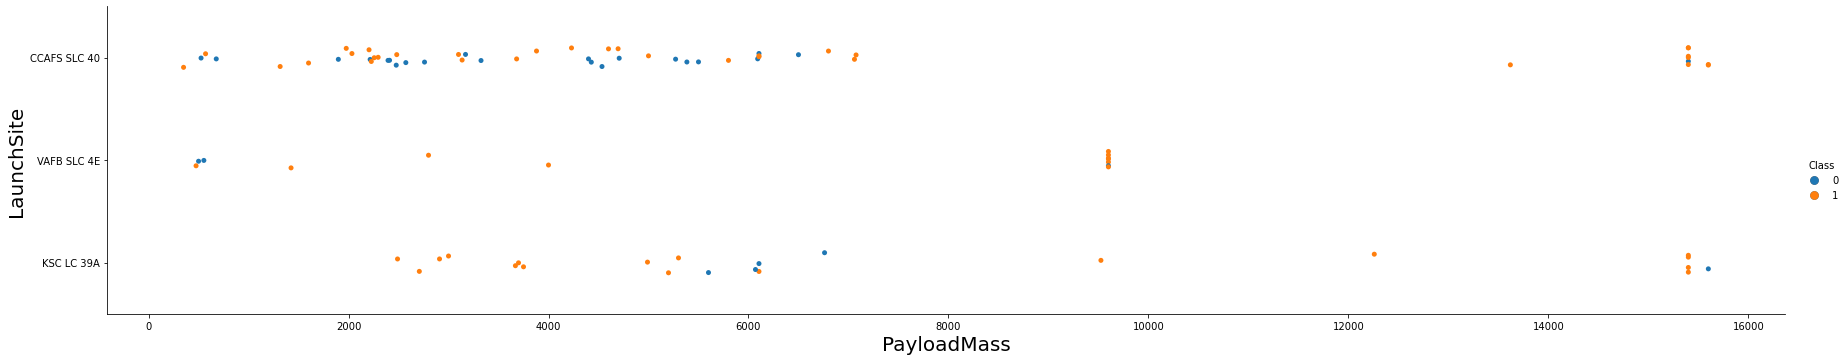 LaunchSite
CCAFS SLC 40
VAFB SLC 4E
KSC LC 39A
0 2000 4000 6000 8000 10000 12000 14000 16000
PayloadMass
Class
0
1